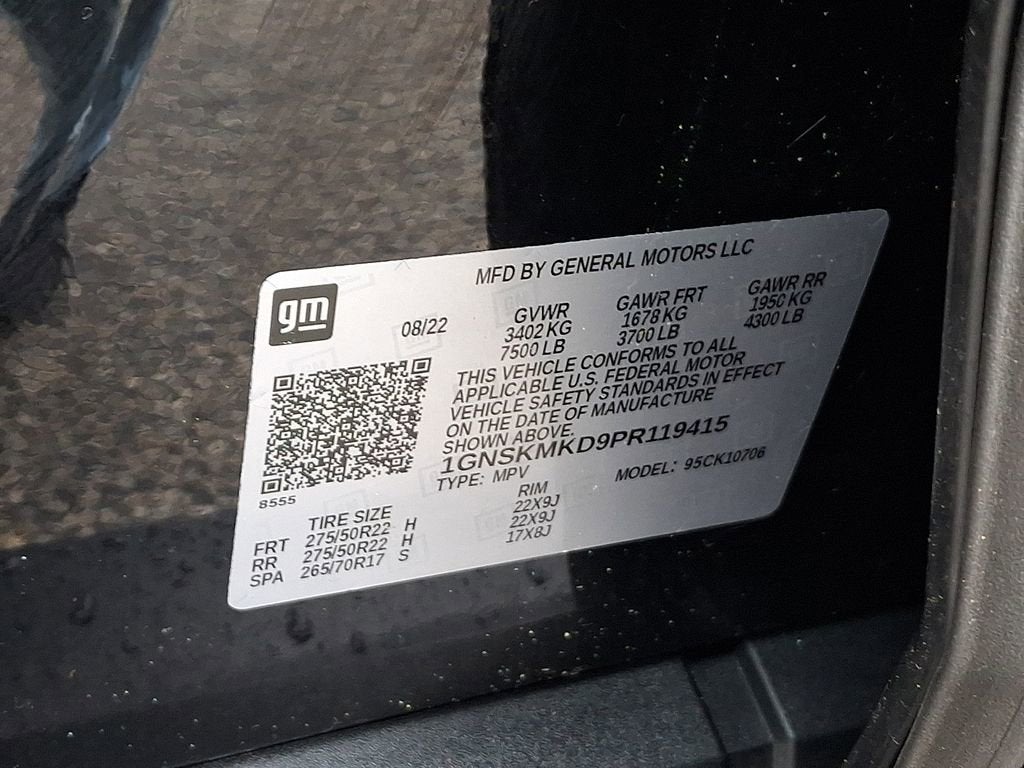 MFD BY GENERAL MOTORS LLC
gm
08/22
GVWR GAWR FRT GAWR RR
3402 KG 1678 KG 1950 KG
7500 LB 3700 LB 4300 LB
THIS VEHICLE CONFORMS TO ALL
APPLICABLE U.S. FEDERAL MOTOR
VEHICLE SAFETY STANDARDS IN EFFECT
ON THE DATE OF MANUFACTURE
SHOWN ABOVE.
1GNSKMKD9PR119415
TYPE: MPV MODEL: 95CK10706
8555
TIRE SIZE RIM
FRT 275/50R22 H 22X9J
RR 275/50R22 H 22X9J
SPA 265/70R17 S 17X8J